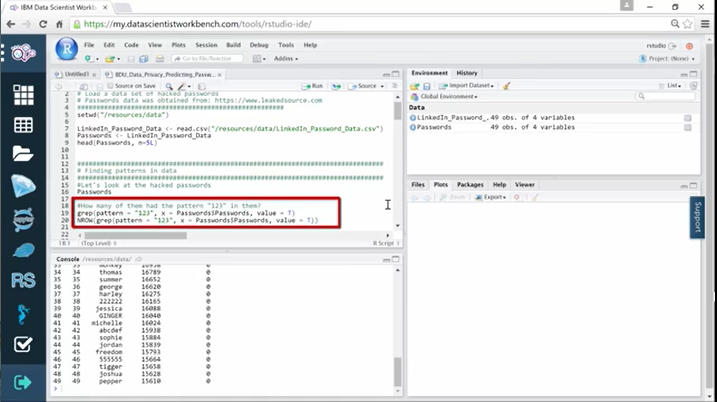 IBM Data Scientist Workbench
https://my.datascientistworkbench.com/tools/rstudio-ide/
File Edit Code View Plots Session Build Debug Tools Help
rstudio
Go to file/function
Addins
Project: (None)
Untitled1
BDU_Data_Privacy_Predicting_Passw...
Source on Save
Run
Source
2 # Load a data set of hacked passwords
3 # Passwords data was obtained from: https://www.leakedsource.com
4 ####################################################
5 setwd("/resources")
6
7 LinkedIn_Password_Data <- read.csv("/resources/data/LinkedIn_Password_Data.csv")
8 Passwords <- LinkedIn_Password_Data
9 head(Passwords, n=5L)
10
11
13 # Finding patterns in data
15 #Let's look at the hacked passwords
16 Passwords
17
18 #How many of them had the pattern "123" in them?
19 grep(pattern = "123", x = Passwords$Passwords, value = T)
20 NROW(grep(pattern = "123", x = Passwords$Passwords, value = T))
21
22
1:1 (Top Level)
R Script
Console /resources/data/
34 34 thomas 16789 0
35 35 summer 16652 0
36 36 george 16620 0
37 37 harley 16275 0
38 38 222222 16165 0
39 39 jessica 16088 0
40 40 GINGER 16040 0
41 41 michelle 16024 0
42 42 abcdef 15938 0
43 43 sophie 15884 0
44 44 jordan 15839 0
45 45 freedom 15793 0
46 46 555555 15664 0
47 47 tigger 15658 0
48 48 joshua 15628 0
49 49 pepper 15610 0
>
Environment History
Import Dataset
List
Global Environment
Data
LinkedIn_Password_. 49 obs. of 4 variables
Passwords 49 obs. of 4 variables
Files Plots Packages Help Viewer
Zoom Export
Support
RS